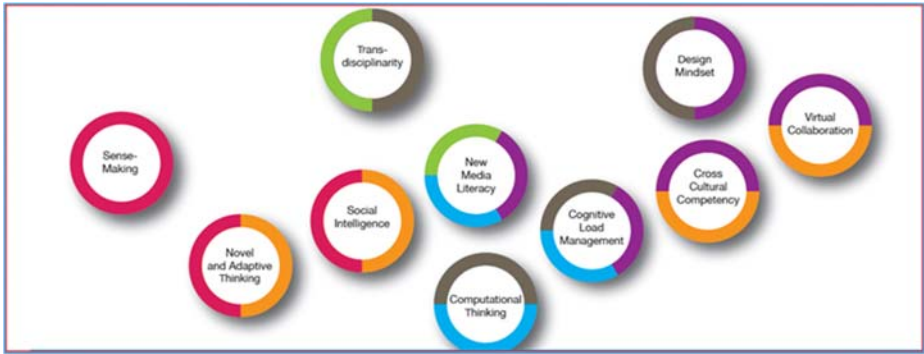 Trans-
disciplinarity
Design
Mindset
Virtual
Collaboration
Sense-
Making
New
Media
Literacy
Cross
Cultural
Competency
Social
Intelligence
Cognitive
Load
Management
Novel
and Adaptive
Thinking
Computational
Thinking